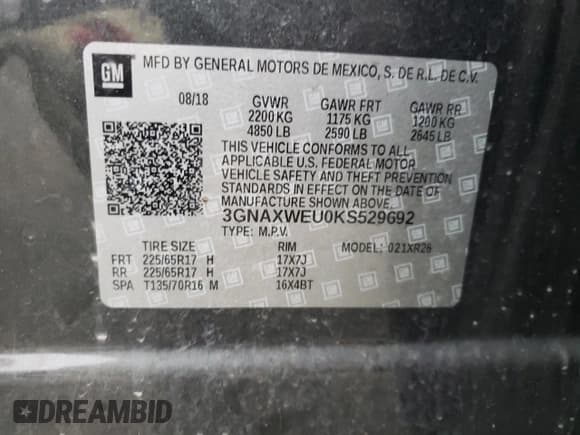 GM
MFD BY GENERAL MOTORS DE MEXICO, S. DE R.L. DE C.V.
08/18 GVWR GAWR FRT GAWR RR
2200 KG 1175 KG 1200 KG
4850 LB 2590 LB 2645 LB
THIS VEHICLE CONFORMS TO ALL
APPLICABLE U.S. FEDERAL MOTOR
VEHICLE SAFETY AND THEFT PREVENTION
STANDARDS IN EFFECT ON THE DATE OF
MANUFACTURE SHOWN ABOVE.
3GNAXWEU0KS529692
TYPE: M.P.V.
TIRE SIZE RIM MODEL: 021XR26
FRT 225/65R17 H 17X7J
RR 225/65R17 H 17X7J
SPA T135/70R16 M 16X4BT
DREAMBID